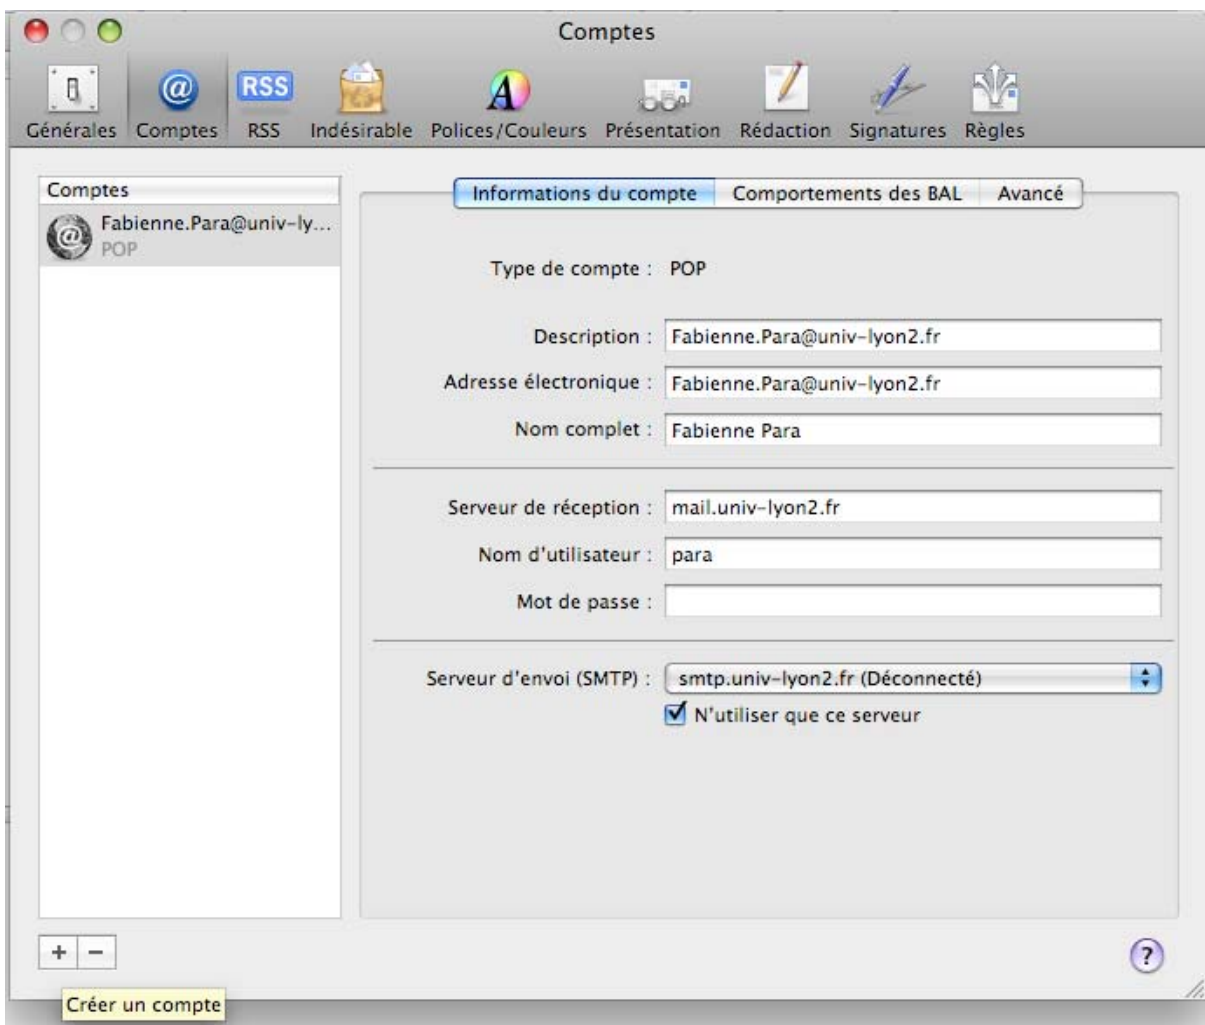 Comptes
RSS
Générales Comptes RSS Indésirable Polices/Couleurs Présentation Rédaction Signatures Règles
Comptes
Fabienne.Para@univ-ly...
POP
Informations du compte Comportements des BAL Avancé
Type de compte : POP
Description : Fabienne.Para@univ-lyon2.fr
Adresse électronique : Fabienne.Para@univ-lyon2.fr
Nom complet : Fabienne Para
Serveur de réception : mail.univ-lyon2.fr
Nom d'utilisateur : para
Mot de passe :
Serveur d'envoi (SMTP) : smtp.univ-lyon2.fr (Déconnecté)
N'utiliser que ce serveur
+ − ?
Créer un compte